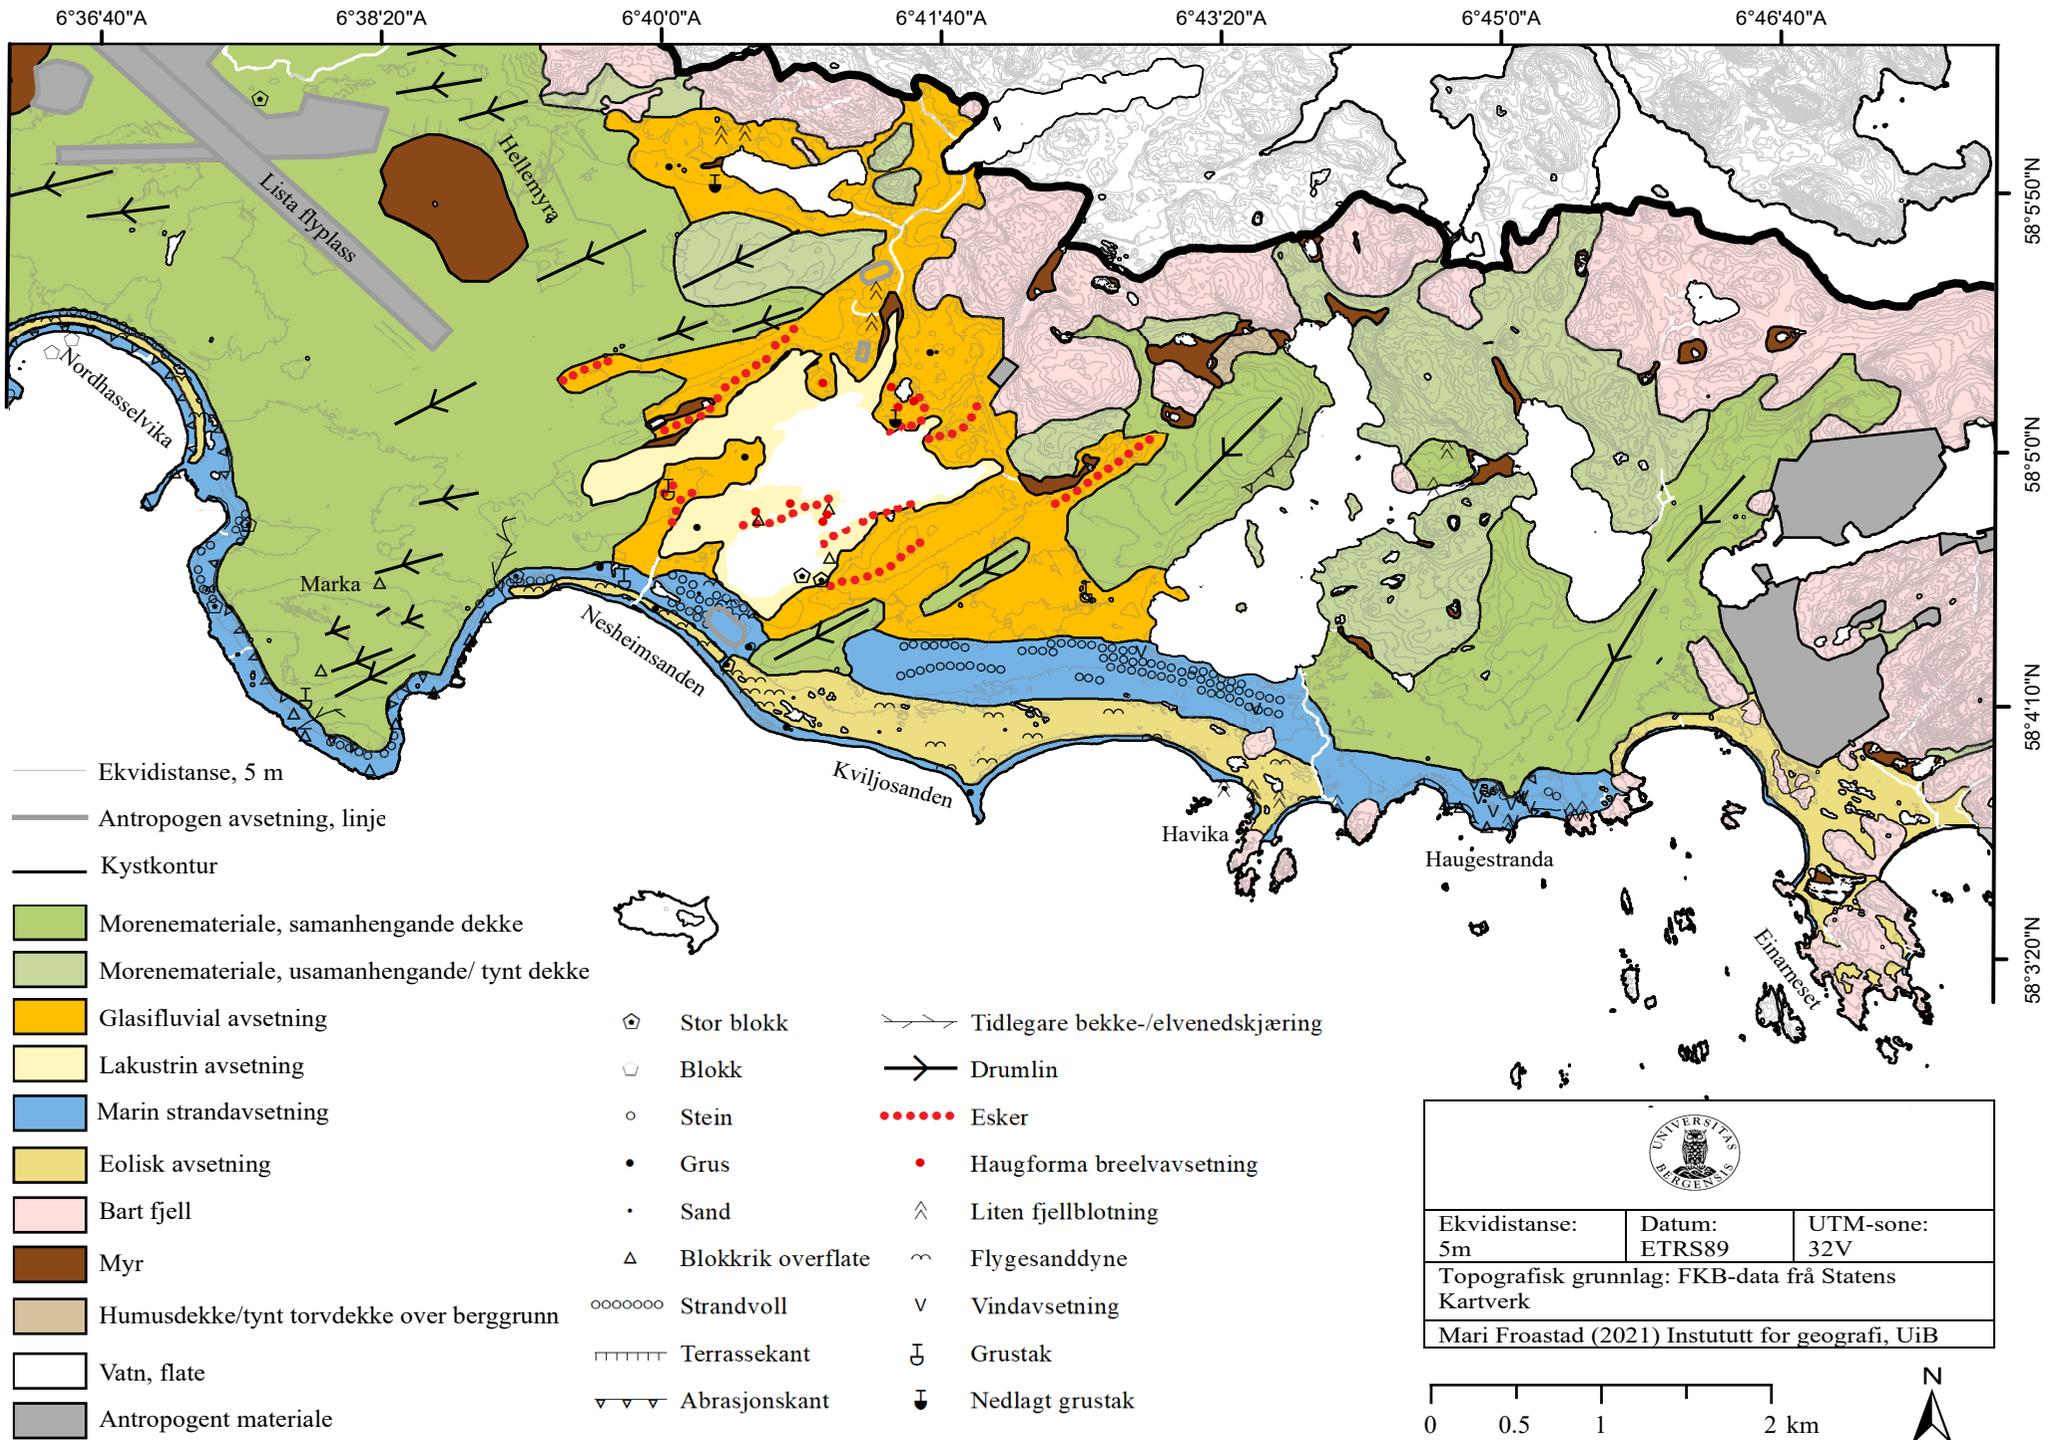 6°36'40"A 6°38'20"A 6°40'0"A 6°41'40"A 6°43'20"A 6°45'0"A 6°46'40"A
58°5'50"N
58°5'0"N
58°4'10"N
58°3'20"N
Hellemyra
Lista flyplass
Nordhasselvika
Marka
Nesheimsanden
Kviljosanden
Havika
Haugestranda
Einarneset
Ekvidistanse, 5 m
Antropogen avsetning, linje
Kystkontur
Morenemateriale, samanhengande dekke
Morenemateriale, usamanhengande/ tynt dekke
Glasifluvial avsetning
Lakustrin avsetning
Marin strandavsetning
Eolisk avsetning
Bart fjell
Myr
Humusdekke/tynt torvdekke over berggrunn
Vatn, flate
Antropogent materiale
Stor blokk
Blokk
Stein
Grus
Sand
Blokkrik overflate
Strandvoll
Terrassekant
Abrasjonskant
Tidlegare bekke-/elvenedskjæring
Drumlin
Esker
Haugforma breelvavsetning
Liten fjellblotning
Flygesanddyne
Vindavsetning
Grustak
Nedlagt grustak
UNIVERSITAS
BERGENSIS
Ekvidistanse:
5m
Datum:
ETRS89
UTM-sone:
32V
Topografisk grunnlag: FKB-data frå Statens
Kartverk
Mari Froastad (2021) Instututt for geografi, UiB
0 0.5 1 2 km
N